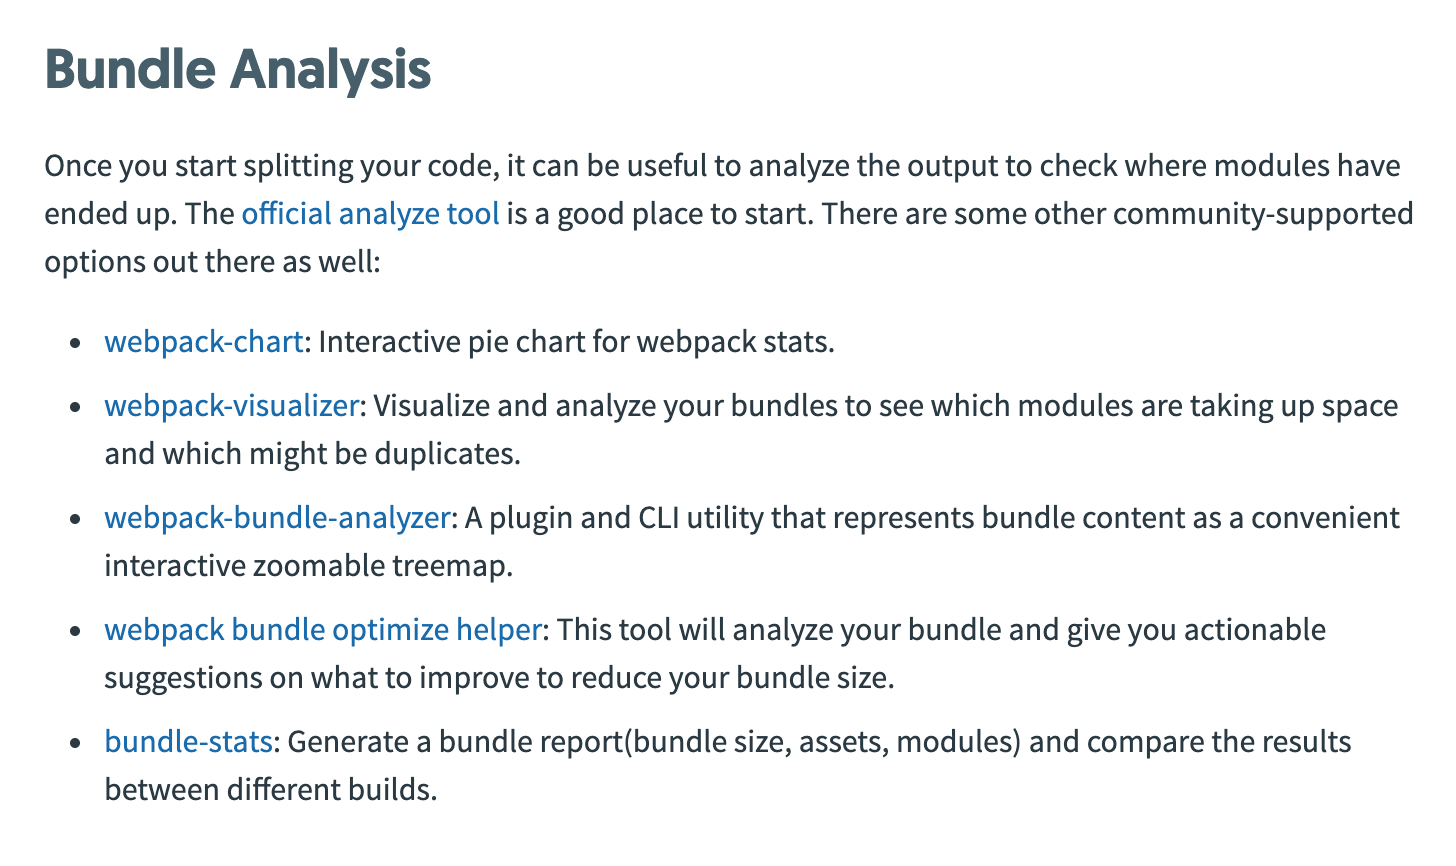 Bundle Analysis
Once you start splitting your code, it can be useful to analyze the output to check where modules have
ended up. The official analyze tool is a good place to start. There are some other community-supported
options out there as well:
• webpack-chart: Interactive pie chart for webpack stats.
• webpack-visualizer: Visualize and analyze your bundles to see which modules are taking up space
and which might be duplicates.
• webpack-bundle-analyzer: A plugin and CLI utility that represents bundle content as a convenient
interactive zoomable treemap.
• webpack bundle optimize helper: This tool will analyze your bundle and give you actionable
suggestions on what to improve to reduce your bundle size.
• bundle-stats: Generate a bundle report(bundle size, assets, modules) and compare the results
between different builds.